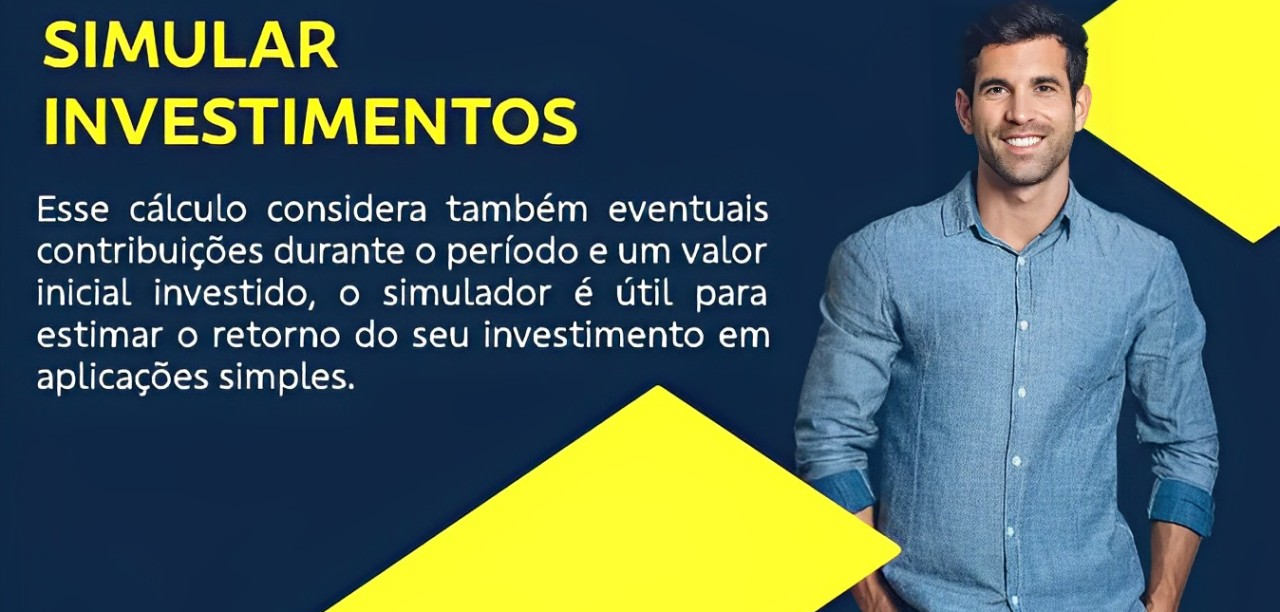 SIMULAR
INVESTIMENTOS
Esse cálculo considera também eventuais
contribuições durante o período e um valor
inicial investido, o simulador é útil para
estimar o retorno do seu investimento em
aplicações simples.